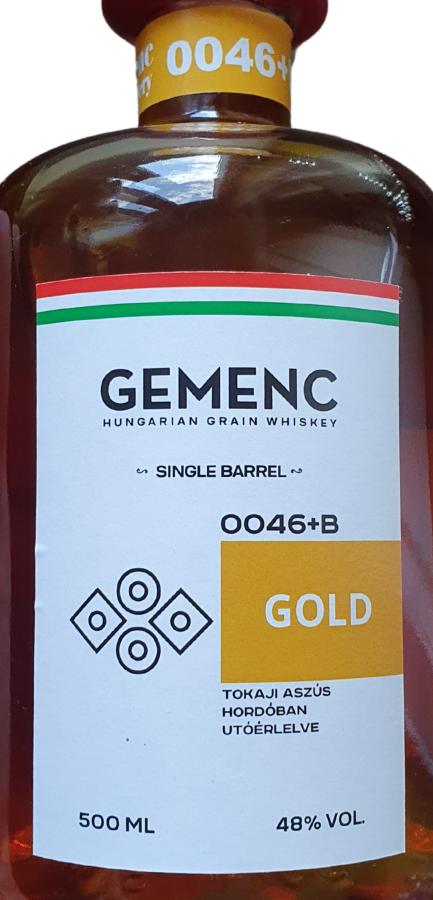 0046+
GEMENC
HUNGARIAN GRAIN WHISKEY
~ SINGLE BARREL ~
0046+B
GOLD
TOKAJI ASZÚS
HORDÓBAN
UTÓÉRLELVE
500 ML
48% VOL.